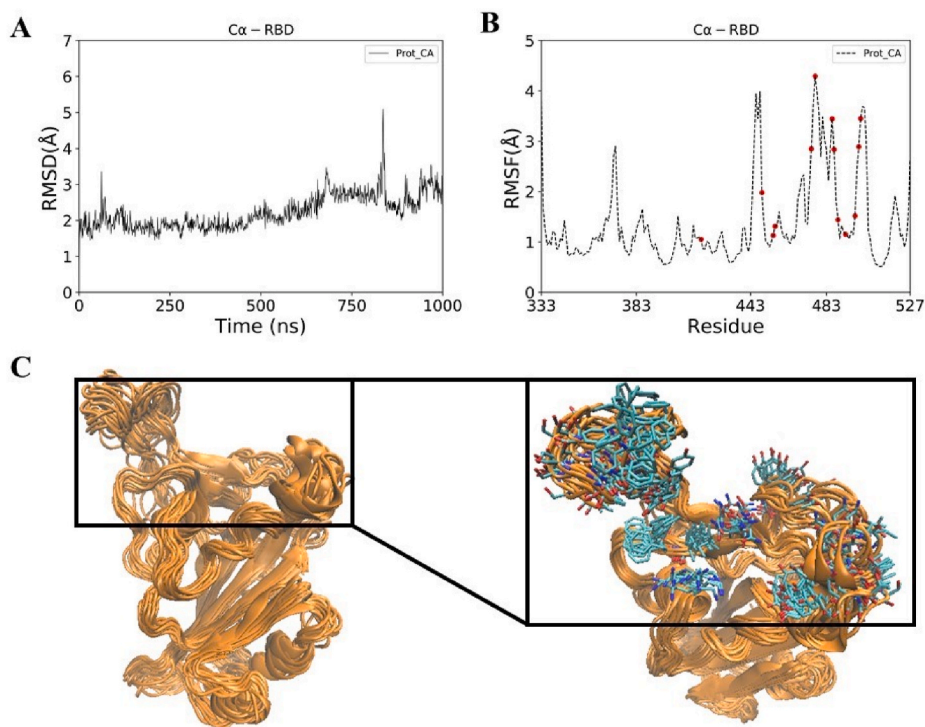 A
Cα − RBD
Prot_CA
RMSD(Å)
7
6
5
4
3
2
1
0
0 250 500 750 1000
Time (ns)
B
Cα − RBD
Prot_CA
RMSF(Å)
5
4
3
2
1
0
333 383 443 483 527
Residue
C